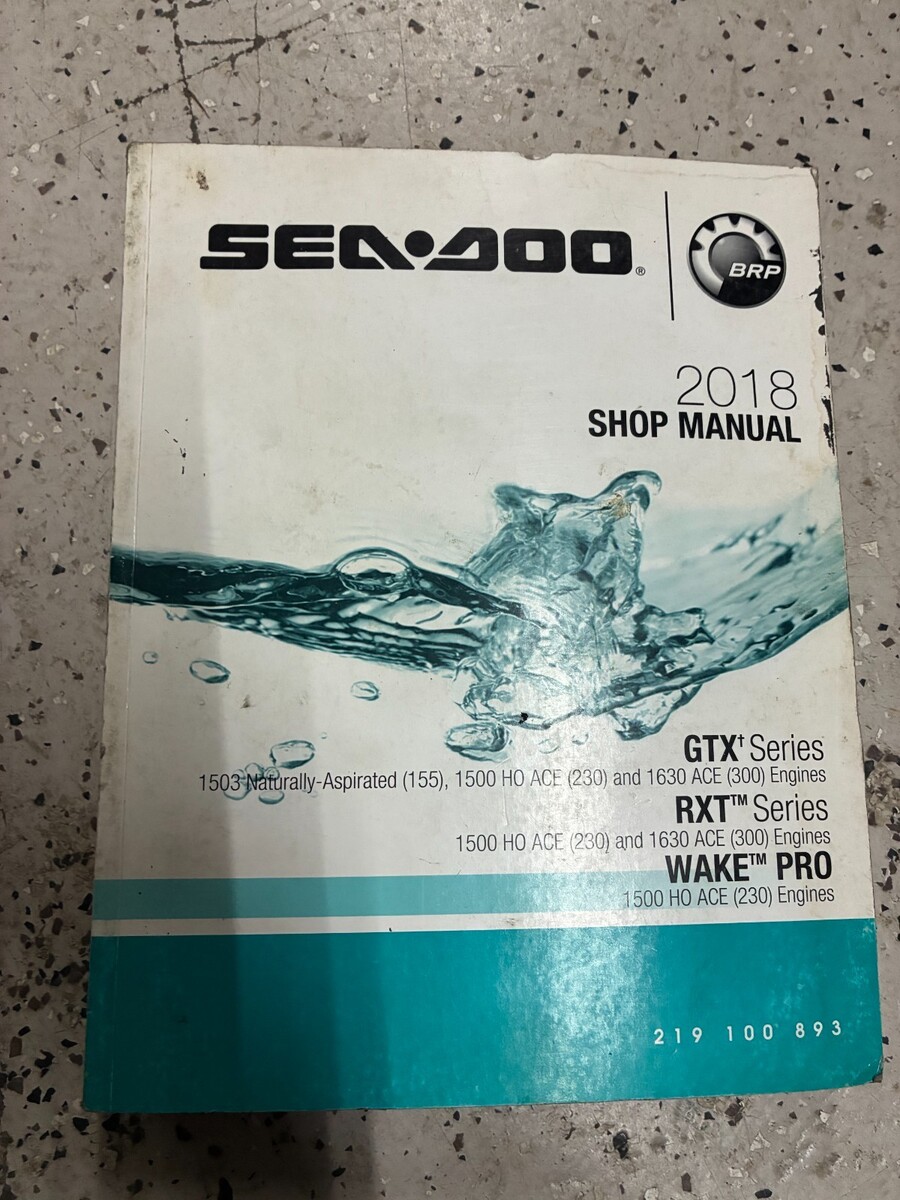 SEA•DOO®
BRP
2018
SHOP MANUAL
GTX† Series
1503 Naturally-Aspirated (155), 1500 HO ACE (230) and 1630 ACE (300) Engines
RXT™ Series
1500 HO ACE (230) and 1630 ACE (300) Engines
WAKE™ PRO
1500 HO ACE (230) Engines
219 100 893